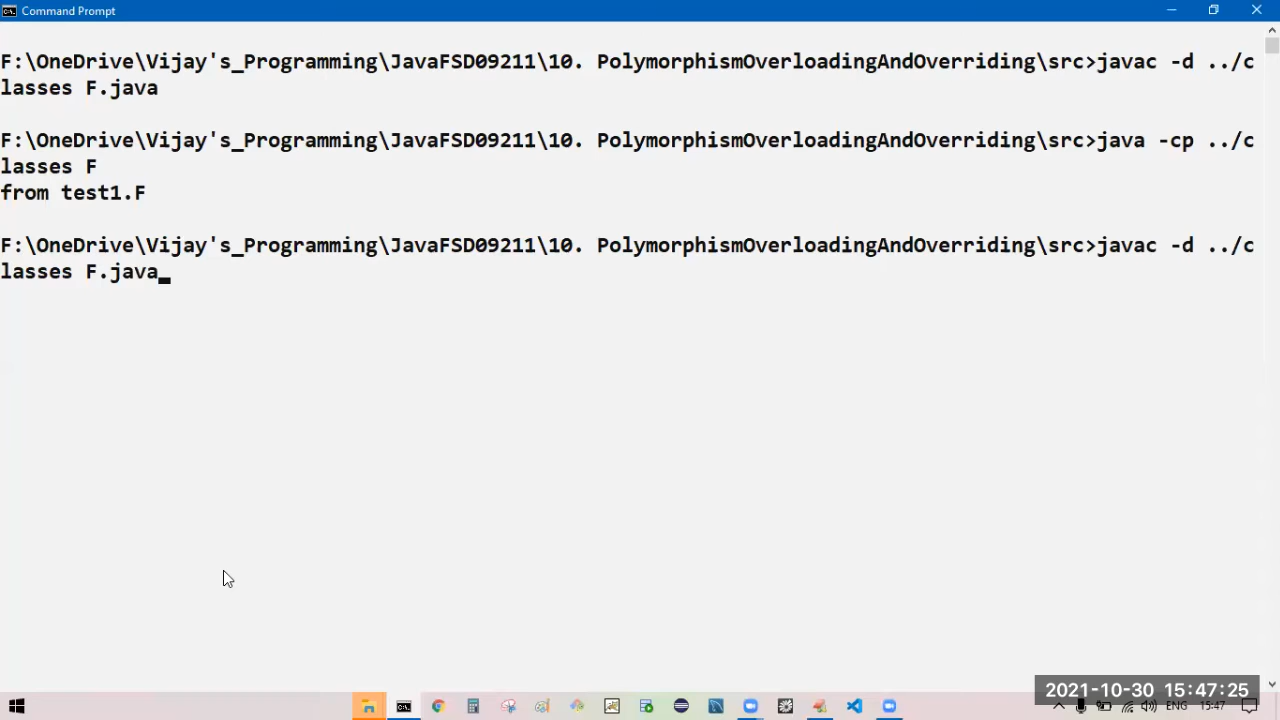 Command Prompt
F:\OneDrive\Vijay's_Programming\JavaFSD09211\10. PolymorphismOverloadingAndOverriding\src>javac -d ../c
lasses F.java
F:\OneDrive\Vijay's_Programming\JavaFSD09211\10. PolymorphismOverloadingAndOverriding\src>java -cp ../c
lasses F
from test1.F
F:\OneDrive\Vijay's_Programming\JavaFSD09211\10. PolymorphismOverloadingAndOverriding\src>javac -d ../c
lasses F.java
2021-10-30 15:47:25
ENG 15:47